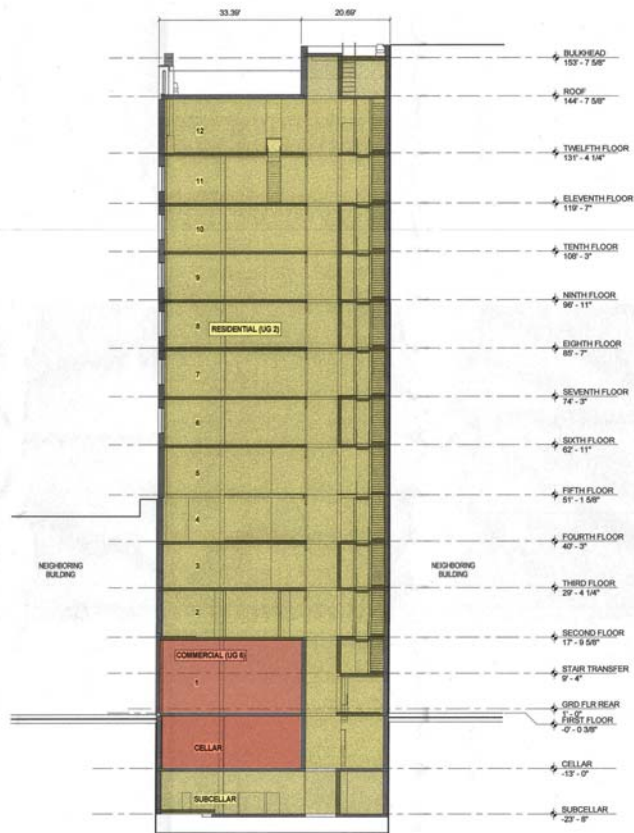 33.39'
20.69'
BULKHEAD
153' - 7 5/8"
ROOF
144' - 7 5/8"
12
TWELFTH FLOOR
131' - 4 1/4"
11
ELEVENTH FLOOR
119' - 7"
10
TENTH FLOOR
108' - 3"
9
NINTH FLOOR
96' - 11"
8
RESIDENTIAL (UG 2)
EIGHTH FLOOR
85' - 7"
7
SEVENTH FLOOR
74' - 3"
6
SIXTH FLOOR
62' - 11"
5
FIFTH FLOOR
51' - 1 5/8"
4
FOURTH FLOOR
40' - 3"
NEIGHBORING
BUILDING
3
NEIGHBORING
BUILDING
THIRD FLOOR
29' - 4 1/4"
2
SECOND FLOOR
17' - 9 5/8"
COMMERCIAL (UG 6)
STAIR TRANSFER
9' - 4"
1
GRD FLR REAR
1' - 0"
FIRST FLOOR
-0' - 0 3/8"
CELLAR
CELLAR
-13' - 0"
SUBCELLAR
SUBCELLAR
-23' - 8"